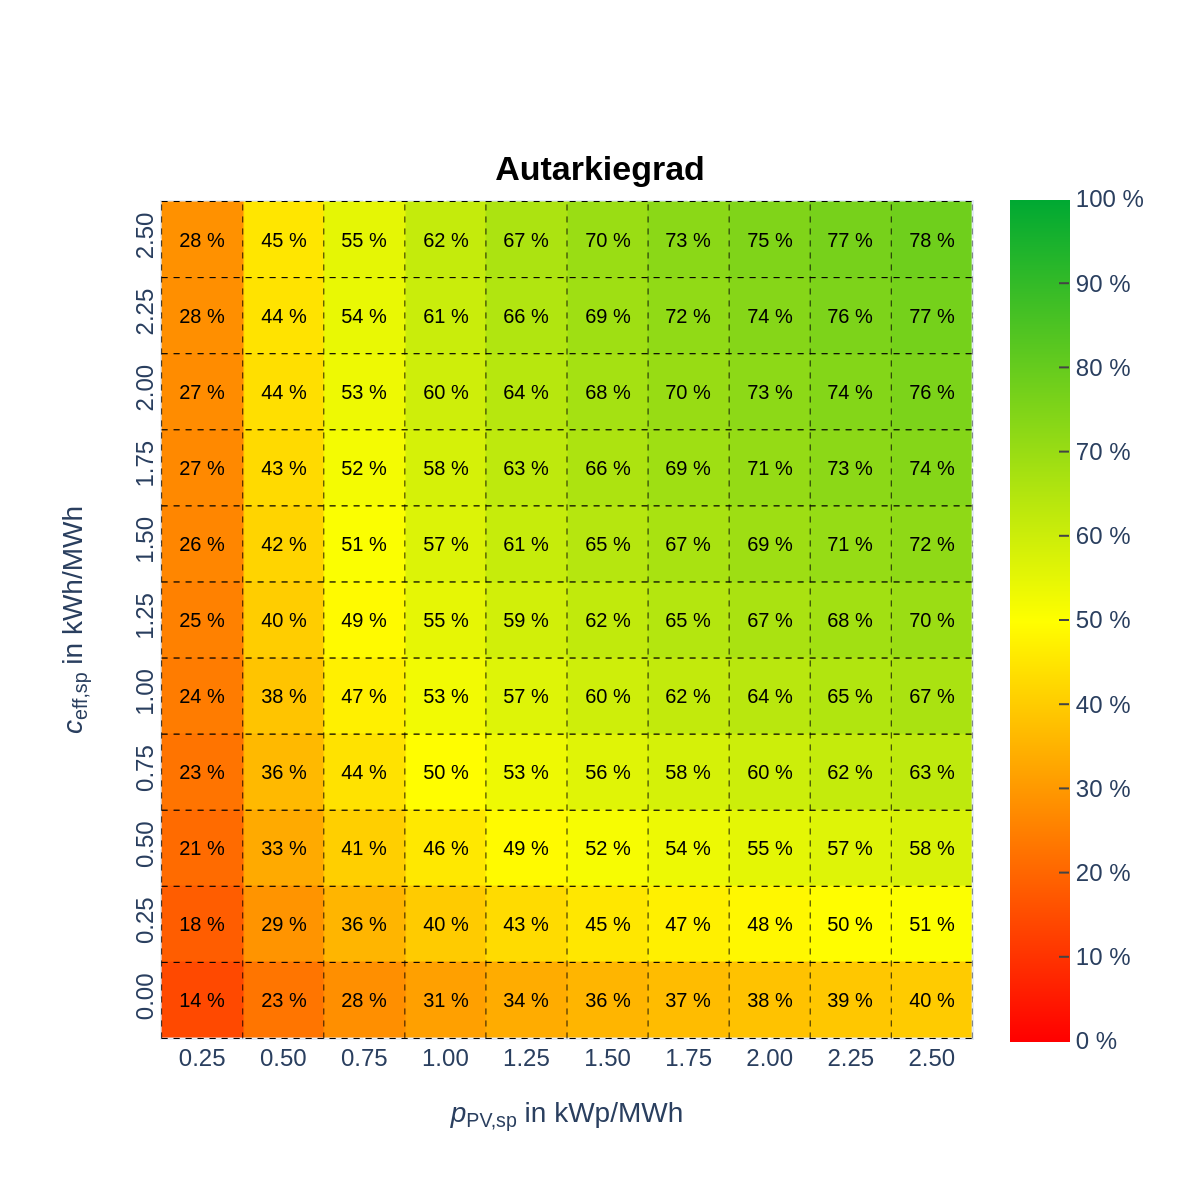 Autarkiegrad
2.50 28 % 45 % 55 % 62 % 67 % 70 % 73 % 75 % 77 % 78 %
2.25 28 % 44 % 54 % 61 % 66 % 69 % 72 % 74 % 76 % 77 %
2.00 27 % 44 % 53 % 60 % 64 % 68 % 70 % 73 % 74 % 76 %
1.75 27 % 43 % 52 % 58 % 63 % 66 % 69 % 71 % 73 % 74 %
1.50 26 % 42 % 51 % 57 % 61 % 65 % 67 % 69 % 71 % 72 %
1.25 25 % 40 % 49 % 55 % 59 % 62 % 65 % 67 % 68 % 70 %
1.00 24 % 38 % 47 % 53 % 57 % 60 % 62 % 64 % 65 % 67 %
0.75 23 % 36 % 44 % 50 % 53 % 56 % 58 % 60 % 62 % 63 %
0.50 21 % 33 % 41 % 46 % 49 % 52 % 54 % 55 % 57 % 58 %
0.25 18 % 29 % 36 % 40 % 43 % 45 % 47 % 48 % 50 % 51 %
0.00 14 % 23 % 28 % 31 % 34 % 36 % 37 % 38 % 39 % 40 %
0.25 0.50 0.75 1.00 1.25 1.50 1.75 2.00 2.25 2.50
pPV,sp in kWp/MWh
ceff,sp in kWh/MWh
100 %
90 %
80 %
70 %
60 %
50 %
40 %
30 %
20 %
10 %
0 %